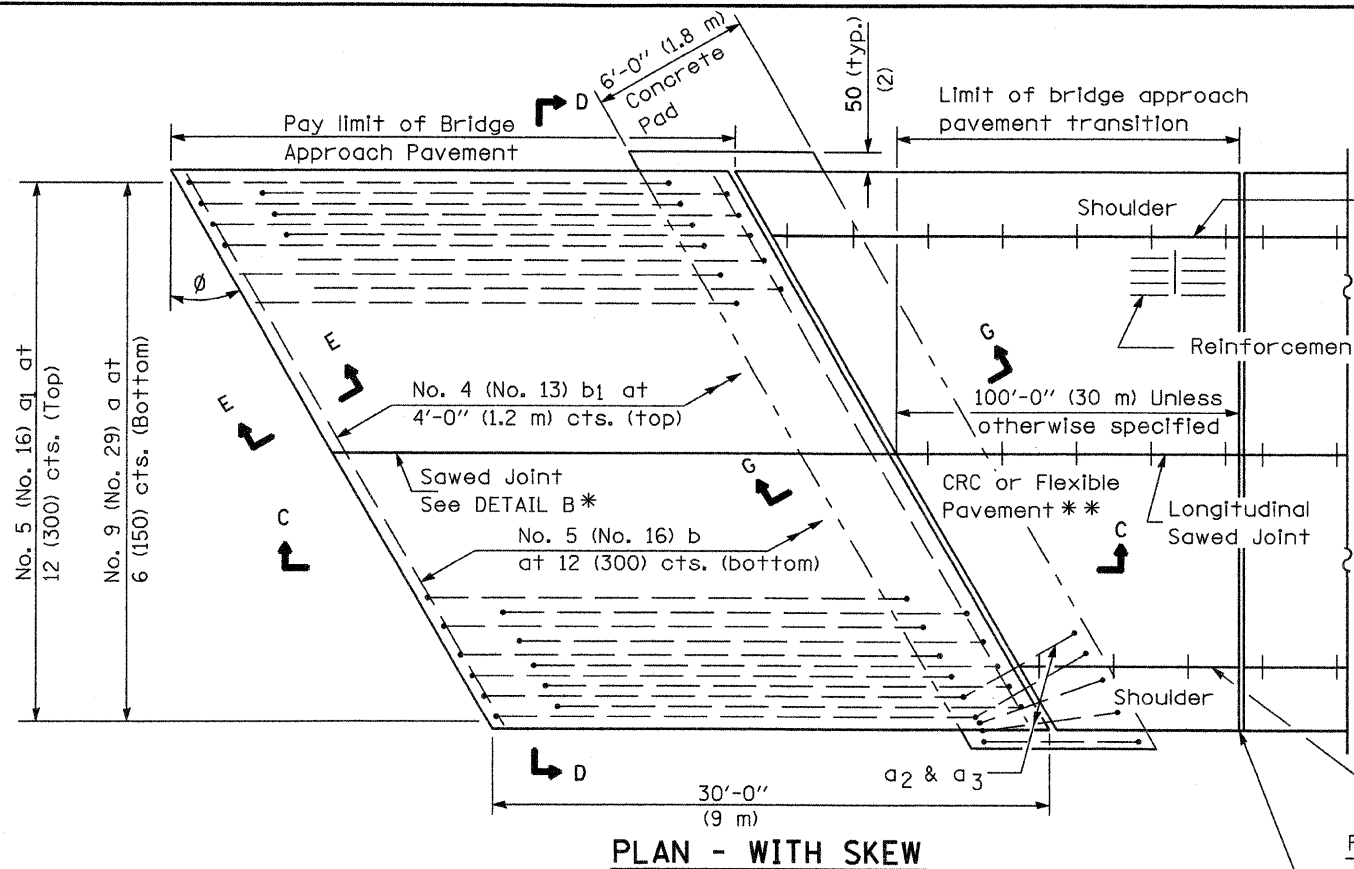 6'-0" (1.8 m)
Concrete
Pad
50 (typ.)
(2)
D
Pay limit of Bridge
Approach Pavement
Limit of bridge approach
pavement transition
Shoulder
ø
Reinforcemen
E
E
G
No. 5 (No. 16) a1 at
12 (300) cts. (Top)
No. 9 (No. 29) a at
6 (150) cts. (Bottom)
No. 4 (No. 13) b1 at
4'-0" (1.2 m) cts. (top)
100'-0" (30 m) Unless
otherwise specified
Sawed Joint
See DETAIL B*
G
CRC or Flexible
Pavement **
Longitudinal
Sawed Joint
C
C
No. 5 (No. 16) b
at 12 (300) cts. (bottom)
Shoulder
D
a2 & a3
30'-0"
(9 m)
PLAN - WITH SKEW